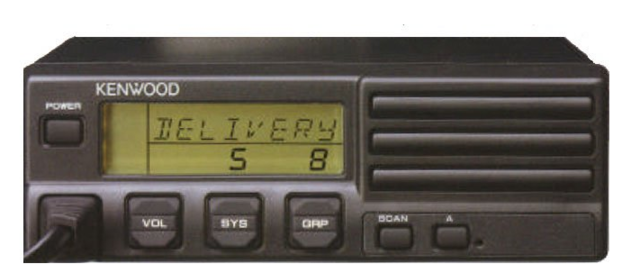 KENWOOD
POWER
DELIVERY
5 8
VOL SYS GRP
SCAN A